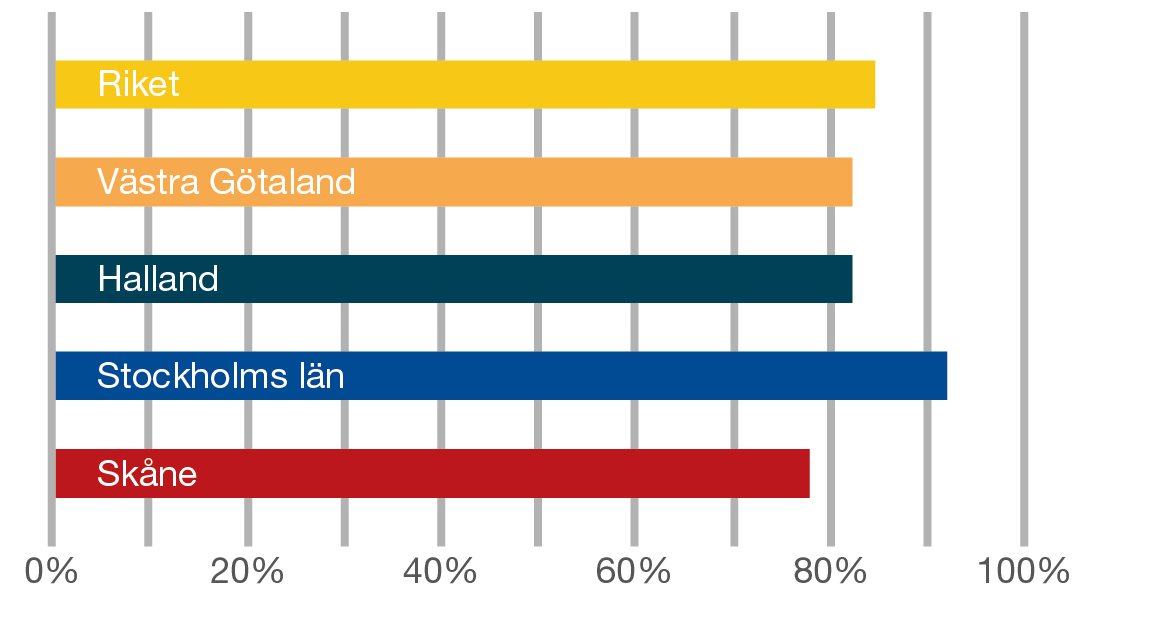 Riket
Västra Götaland
Halland
Stockholms län
Skåne
0% 20% 40% 60% 80% 100%